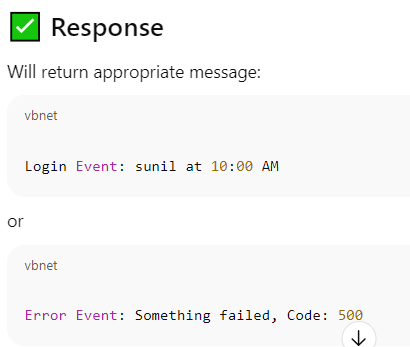 ✅ Response
Will return appropriate message:
vbnet
Login Event: sunil at 10:00 AM
or
vbnet
Error Event: Something failed, Code: 500